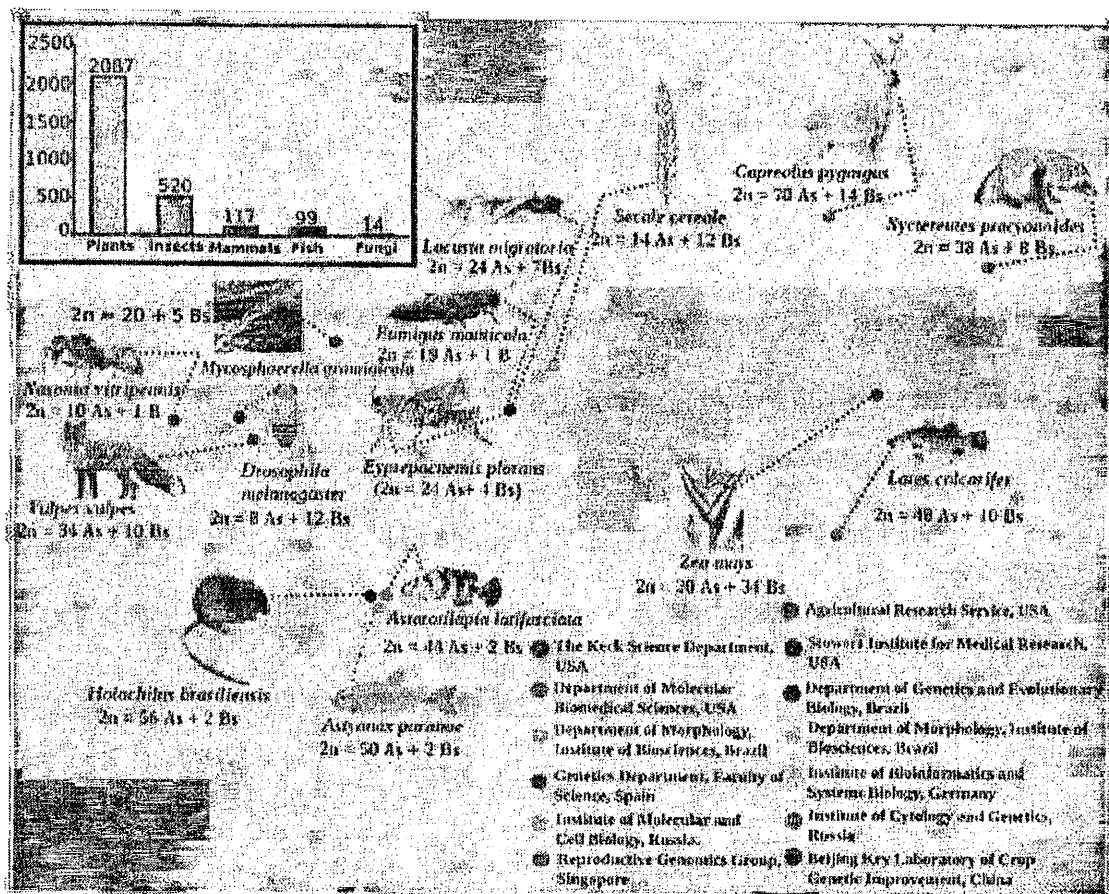 2500
2000
1500
1000
500
0
2087
520
117
99
14
Plants Insects Mammals Fish Fungi
Locusta migratoria
2n = 24 As + 7Bs
Secale cereale
2n = 14 As + 12 Bs
Capreolus pygargus
2n = 70 As + 14 Bs
Nyctereutes procyonoides
2n = 38 As + 8 Bs
2n = 20 + 5 Bs
Mycosphaerella graminicola
Eumigus monticola
2n = 19 As + 1 B
Nasonia vitripennis
2n = 10 As + 1 B
Vulpes vulpes
2n = 34 As + 10 Bs
Drosophila
melanogaster
2n = 8 As + 12 Bs
Eyprepocnemis plorans
(2n = 24 As+ 4 Bs)
Lates calcarifer
2n = 48 As + 10 Bs
Zea mays
2n = 20 As + 34 Bs
Holochilus brasiliensis
2n = 56 As + 2 Bs
Astatotilapia latifasciata
2n = 44 As + 2 Bs
Astyanax paranae
2n = 50 As + 2 Bs
The Keck Science Department,
USA
Department of Molecular
Biomedical Sciences, USA
Department of Morphology,
Institute of Biosciences, Brazil
Genetics Department, Faculty of
Science, Spain
Institute of Molecular and
Cell Biology, Russia.
Reproductive Genomics Group,
Singapore
Agricultural Research Service, USA
Stowers Institute for Medical Research,
USA
Department of Genetics and Evolutionary
Biology, Brazil
Department of Morphology, Institute of
Biosciences, Brazil
Institute of Bioinformatics and
Systems Biology, Germany
Institute of Cytology and Genetics,
Russia
Beijing Key Laboratory of Crop
Genetic Improvement, China